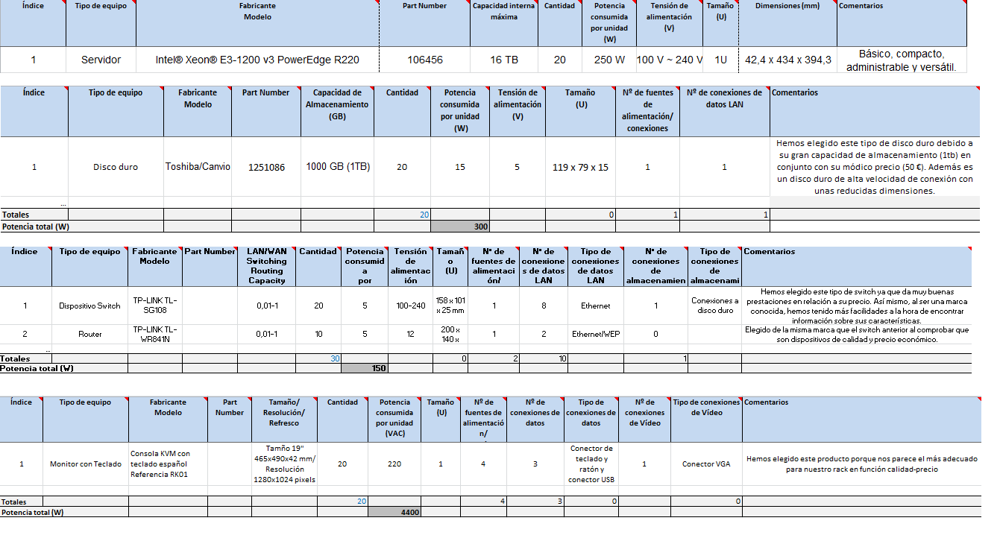 Índice Tipo de equipo Fabricante Part Number Capacidad interna Cantidad Potencia Tensión de Tamaño Dimensiones (mm) Comentarios
Modelo máxima consumida alimentación (U)
por unidad (V)
(W)
1 Servidor Intel® Xeon® E3-1200 v3 PowerEdge R220 106456 16 TB 20 250 W 100 V ~ 240 V 1U 42,4 x 434 x 394,3 Básico, compacto,
administrable y versátil.
Índice Tipo de equipo Fabricante Part Number Capacidad de Cantidad Potencia Tensión de Tamaño Nº de fuentes Nº de conexiones de Comentarios
Modelo Almacenamiento consumida alimentación (U) de datos LAN
(GB) por unidad (V) alimentación/
(W) conexiones
Hemos elegido este tipo de disco duro debido a
su gran capacidad de almacenamiento (1tb) en
1 Disco duro Toshiba/Canvio 1251086 1000 GB (1TB) 20 15 5 119 x 79 x 15 1 1 conjunto con su módico precio (50 €). Además es
un disco duro de alta velocidad de conexión con
unas reducidas dimensiones.
...
Totales 20 0 1 1
Potencia total (W) 300
Índice Tipo de equipo Fabricante Part Number LAN/WAN Cantidad Potencia Tensión Tamañ Nº de Nº de Tipo de Nº de Tipo de Comentarios
Modelo Switching consumid de o fuentes de conexione conexiones conexiones conexiones
Routing a alimentac (U) alimentaci s de datos de datos de de
Capacity por ión ón/ LAN LAN almacenamien almacenami
Hemos elegido este tipo de switch ya que da muy buenas
1 Dispositivo Switch TP-LINK TL- 0,01-1 20 5 100-240 158 x 101 1 8 Ethernet 1 Conexiones a prestaciones en relación a su precio. Así mismo, al ser una marca
SG108 x 25 mm disco duro conocida, hemos tenido más facilidades a la hora de encontrar
información sobre sus características.
2 Router TP-LINK TL- 0,01-1 10 5 12 200 x 1 2 Ethernet/WEP 0 Elegido de la misma marca que el switch anterior al comprobar que
WR841N 140 x son dispositivos de calidad y precio económico.
...
Totales 30 0 2 10 1
Potencia total (W) 150
Índice Tipo de equipo Fabricante Part Tamaño/ Cantidad Potencia Tamaño Nº de Nº de Tipo de Nº de Tipo de conexiones Comentarios
Modelo Number Resolución/ consumida (U) fuentes de conexiones de conexiones de conexiones de Vídeo
Refresco por unidad alimentació datos datos de Vídeo
(VAC) n/
Tamño 19" Conector de
1 Monitor con Teclado Consola KVM con 465x490x42 mm/ 20 220 1 4 3 teclado y 1 Conector VGA Hemos elegido este producto porque nos parece el más adecuado
teclado español Resolución ratón y para nuestro rack en función calidad-precio
Referencia RK01 1280x1024 pixels conector USB
Totales 20 4 3 0 0
Potencia total (W) 4400